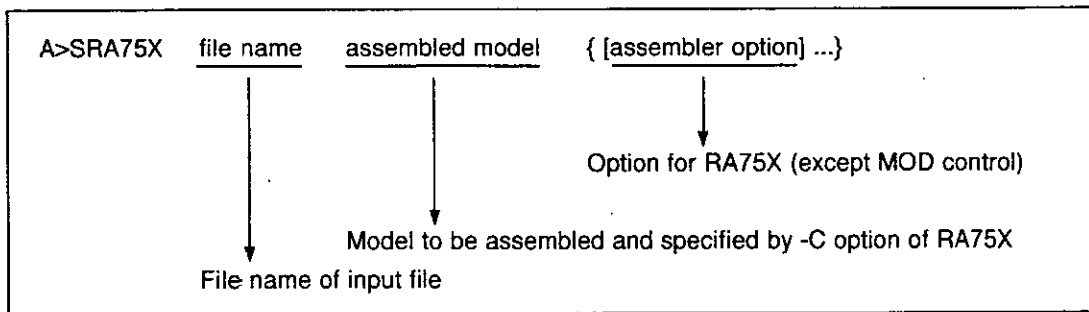 A>SRA75X file name assembled model { [assembler option] ...}
Option for RA75X (except MOD control)
Model to be assembled and specified by -C option of RA75X
File name of input file